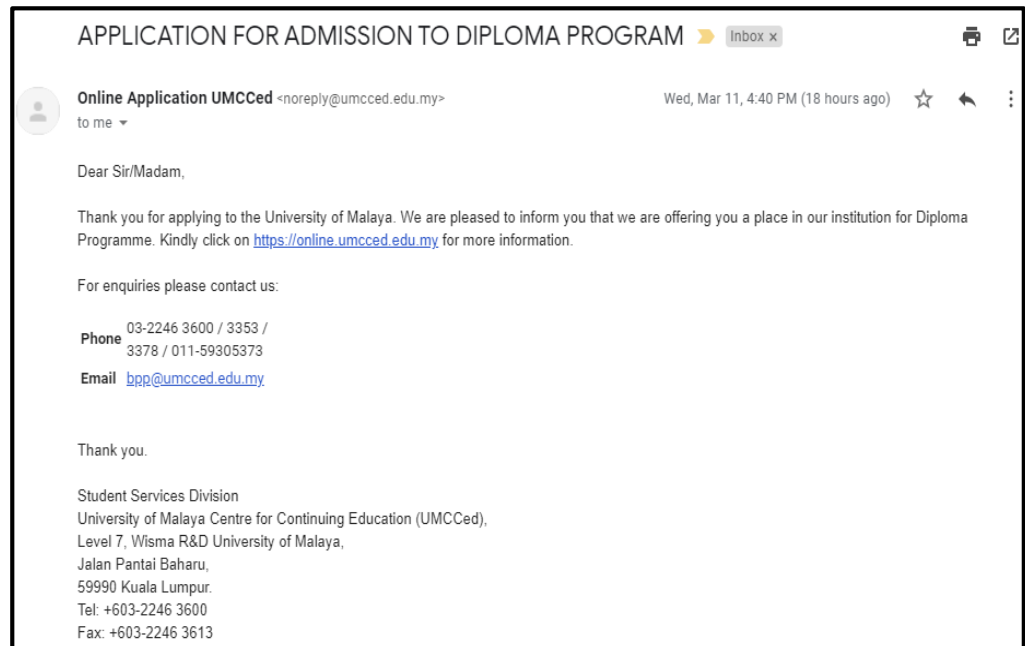 APPLICATION FOR ADMISSION TO DIPLOMA PROGRAM Inbox x
Online Application UMCCed <noreply@umcced.edu.my> Wed, Mar 11, 4:40 PM (18 hours ago)
to me
Dear Sir/Madam,
Thank you for applying to the University of Malaya. We are pleased to inform you that we are offering you a place in our institution for Diploma
Programme. Kindly click on https://online.umcced.edu.my for more information.
For enquiries please contact us:
Phone 03-2246 3600 / 3353 /
3378 / 011-59305373
Email bpp@umcced.edu.my
Thank you.
Student Services Division
University of Malaya Centre for Continuing Education (UMCCed),
Level 7, Wisma R&D University of Malaya,
Jalan Pantai Baharu,
59990 Kuala Lumpur.
Tel: +603-2246 3600
Fax: +603-2246 3613